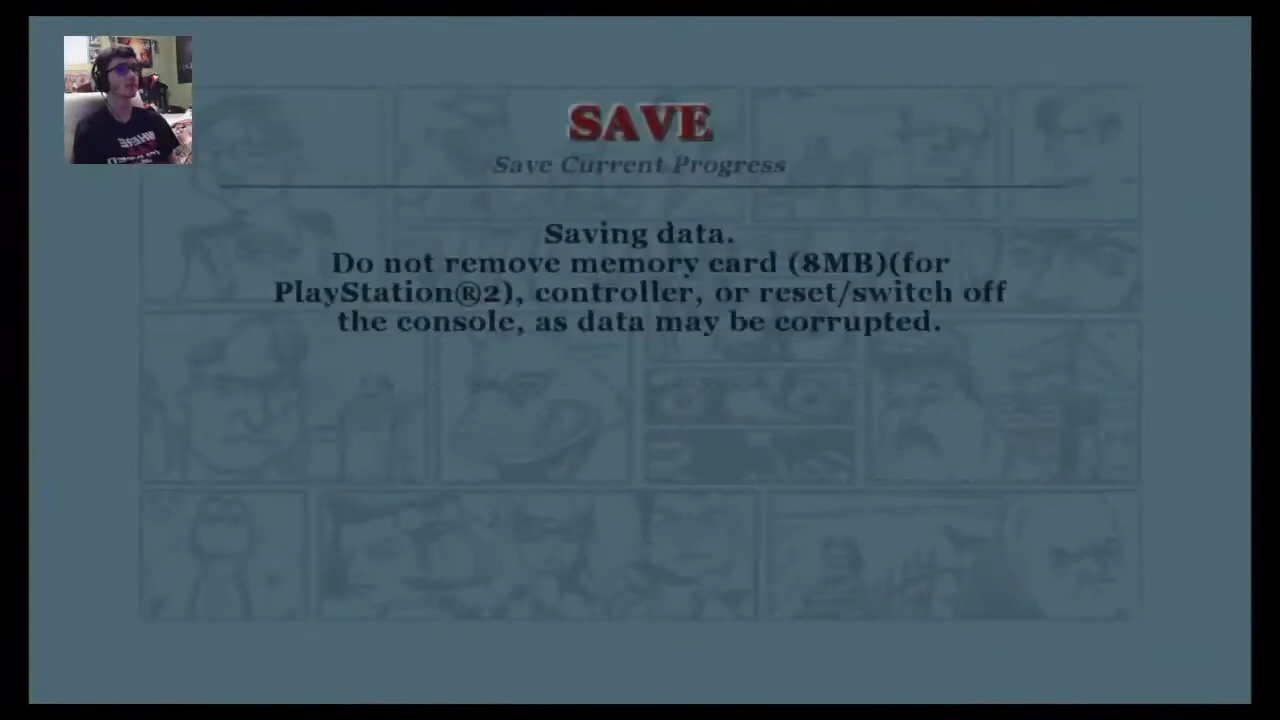 SAVE
Save Current Progress
Saving data.
Do not remove memory card (8MB)(for
PlayStation®2), controller, or reset/switch off
the console, as data may be corrupted.